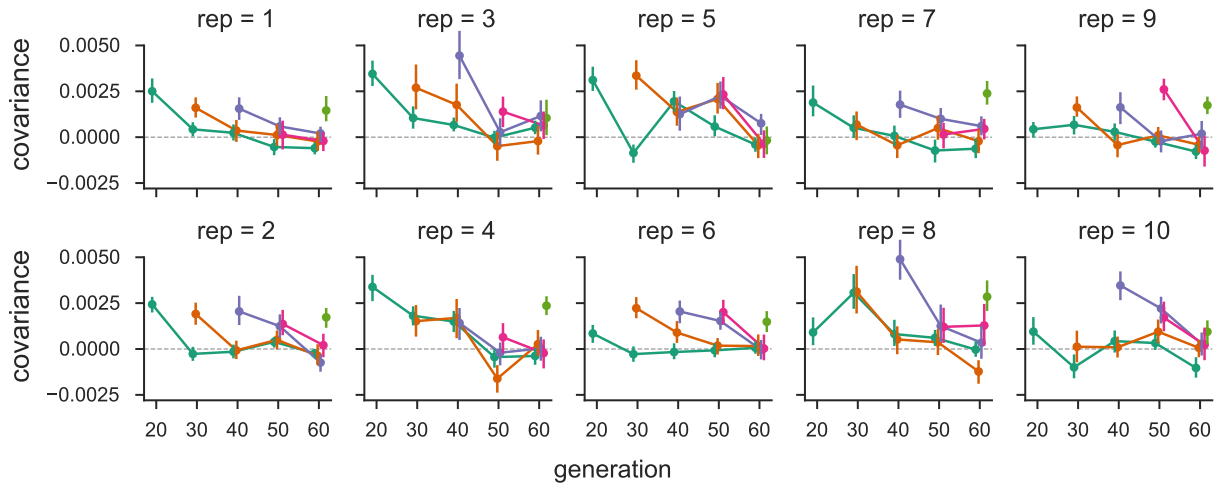 rep = 1
rep = 3
rep = 5
rep = 7
rep = 9
covariance
0.0050
0.0025
0.0000
−0.0025
rep = 2
rep = 4
rep = 6
rep = 8
rep = 10
covariance
0.0050
0.0025
0.0000
−0.0025
20 30 40 50 60
20 30 40 50 60
20 30 40 50 60
20 30 40 50 60
20 30 40 50 60
generation